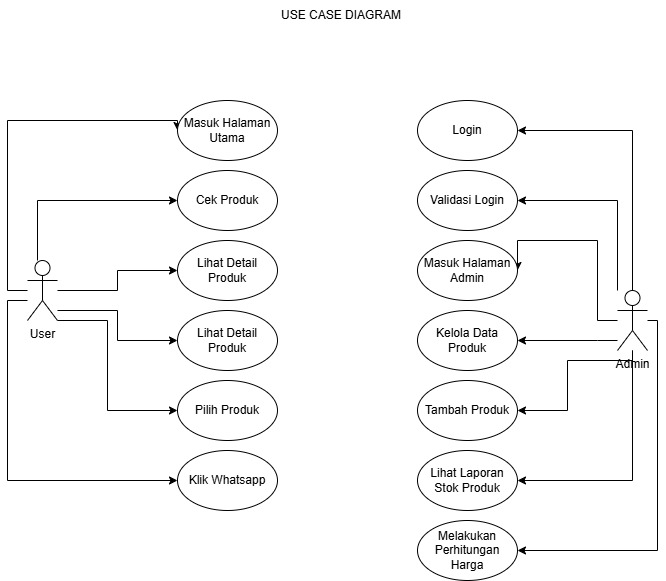 USE CASE DIAGRAM
Masuk Halaman
Utama
Cek Produk
Lihat Detail
Produk
Lihat Detail
Produk
Pilih Produk
Klik Whatsapp
User
Login
Validasi Login
Masuk Halaman
Admin
Kelola Data
Produk
Tambah Produk
Lihat Laporan
Stok Produk
Melakukan
Perhitungan
Harga
Admin